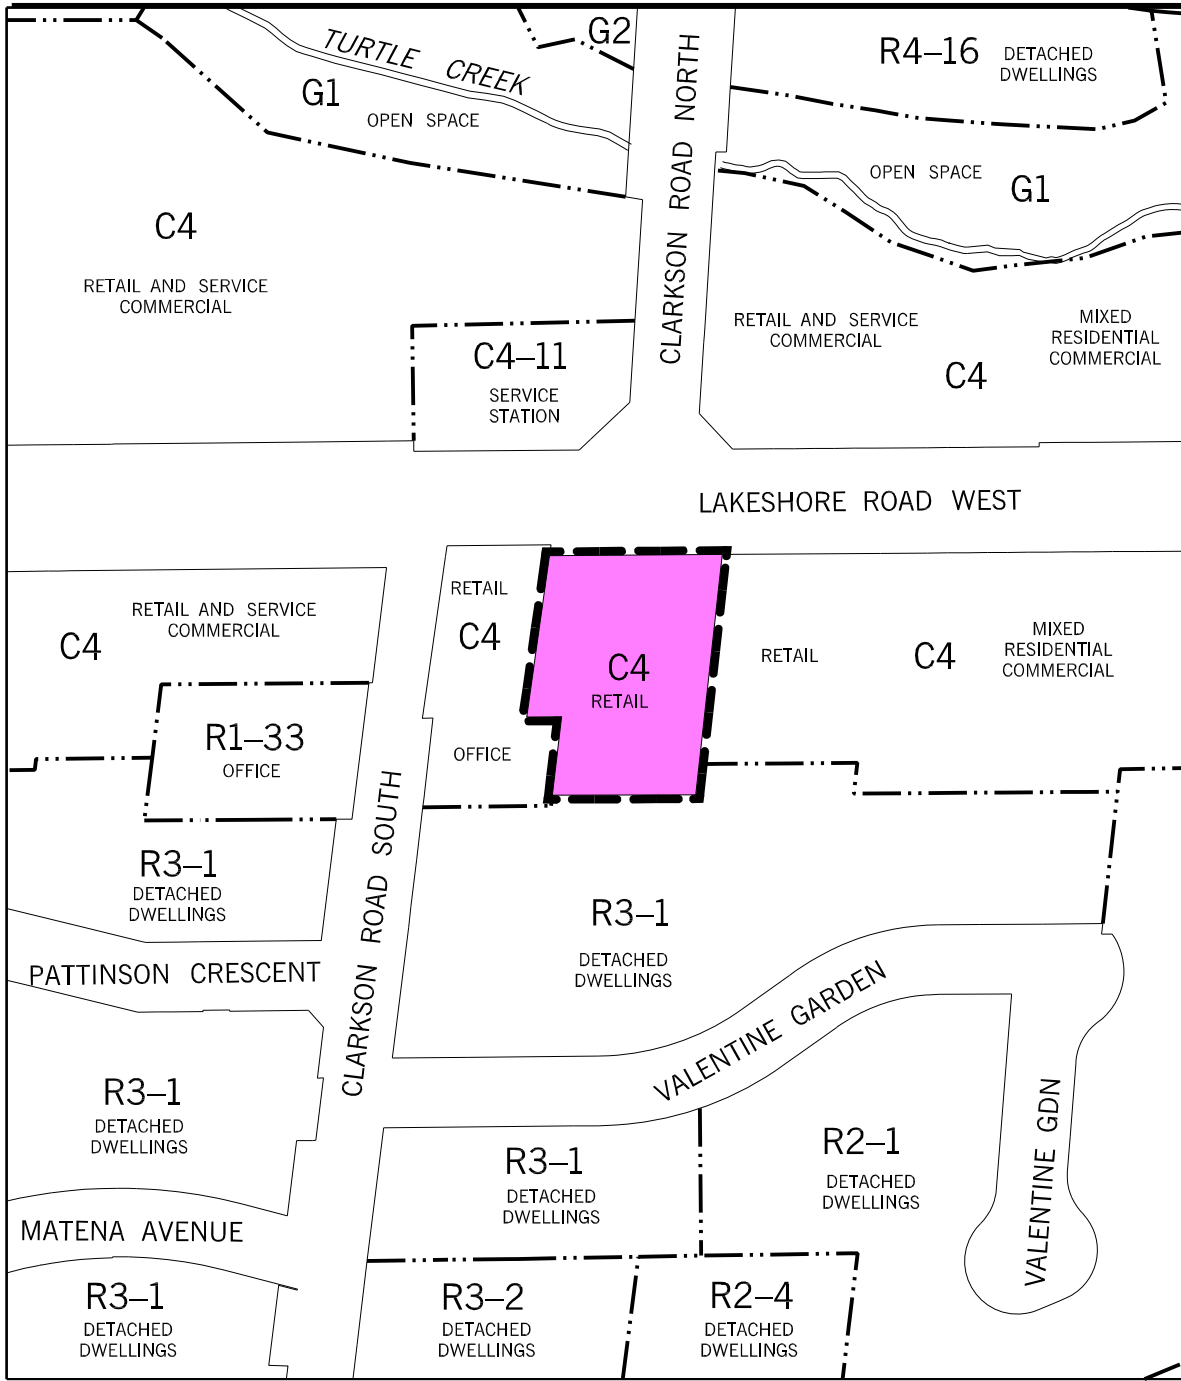 TURTLE CREEK
G1
OPEN SPACE
G2
CLARKSON ROAD NORTH
R4–16
DETACHED
DWELLINGS
OPEN SPACE
G1
C4
RETAIL AND SERVICE
COMMERCIAL
C4–11
SERVICE
STATION
RETAIL AND SERVICE
COMMERCIAL
MIXED
RESIDENTIAL
COMMERCIAL
C4
LAKESHORE ROAD WEST
RETAIL AND SERVICE
COMMERCIAL
C4
RETAIL
C4
C4
RETAIL
RETAIL
C4
MIXED
RESIDENTIAL
COMMERCIAL
R1–33
OFFICE
OFFICE
CLARKSON ROAD SOUTH
R3–1
DETACHED
DWELLINGS
R3–1
DETACHED
DWELLINGS
PATTINSON CRESCENT
VALENTINE GARDEN
R3–1
DETACHED
DWELLINGS
R3–1
DETACHED
DWELLINGS
R2–1
DETACHED
DWELLINGS
VALENTINE GDN
MATENA AVENUE
R3–1
DETACHED
DWELLINGS
R3–2
DETACHED
DWELLINGS
R2–4
DETACHED
DWELLINGS